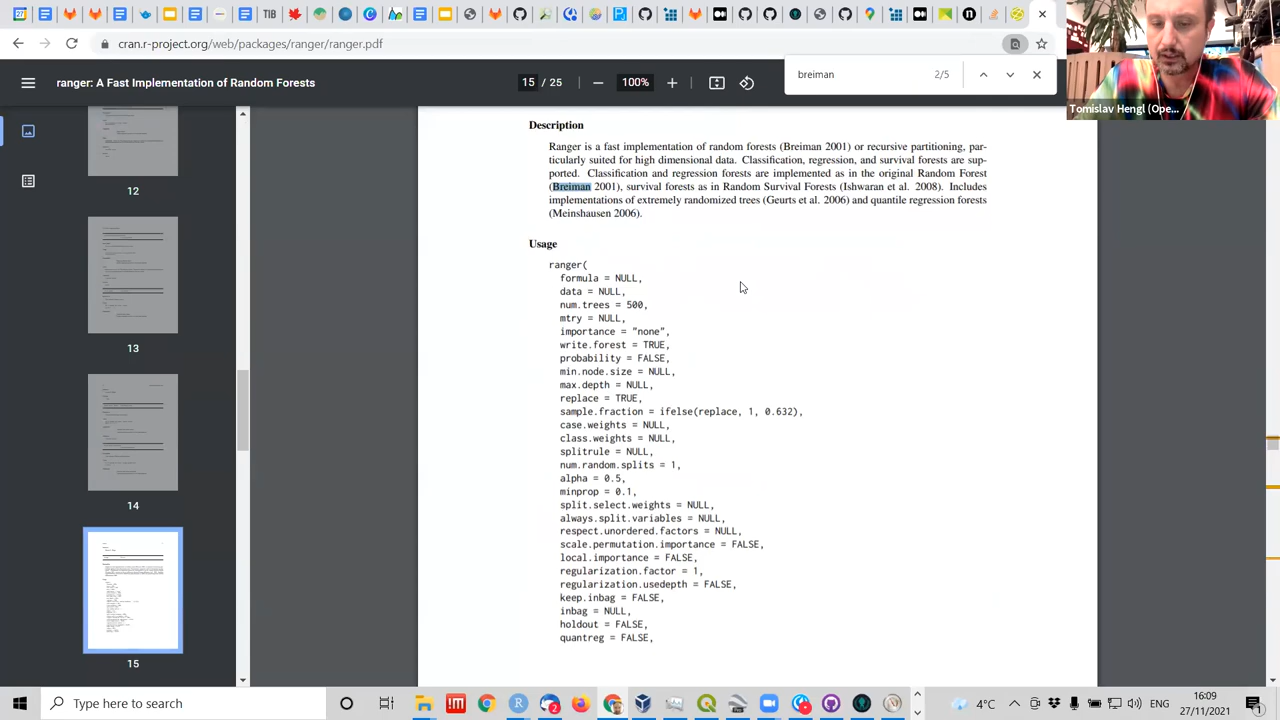 cran.r-project.org/web/packages/ranger/ranger.pdf
ranger: A Fast Implementation of Random Forests
15 / 25
100%
breiman
2/5
Tomislav Hengl (Ope...
12
13
14
15
Description
Ranger is a fast implementation of random forests (Breiman 2001) or recursive partitioning, par-
ticularly suited for high dimensional data. Classification, regression, and survival forests are sup-
ported. Classification and regression forests are implemented as in the original Random Forest
(Breiman 2001), survival forests as in Random Survival Forests (Ishwaran et al. 2008). Includes
implementations of extremely randomized trees (Geurts et al. 2006) and quantile regression forests
(Meinshausen 2006).
Usage
ranger(
formula = NULL,
data = NULL,
num.trees = 500,
mtry = NULL,
importance = "none",
write.forest = TRUE,
probability = FALSE,
min.node.size = NULL,
max.depth = NULL,
replace = TRUE,
sample.fraction = ifelse(replace, 1, 0.632),
case.weights = NULL,
class.weights = NULL,
splitrule = NULL,
num.random.splits = 1,
alpha = 0.5,
minprop = 0.1,
split.select.weights = NULL,
always.split.variables = NULL,
respect.unordered.factors = NULL,
scale.permutation.importance = FALSE,
local.importance = FALSE,
regularization.factor = 1,
regularization.usedepth = FALSE,
keep.inbag = FALSE,
inbag = NULL,
holdout = FALSE,
quantreg = FALSE,
Type here to search
4°C
ENG
16:09
27/11/2021